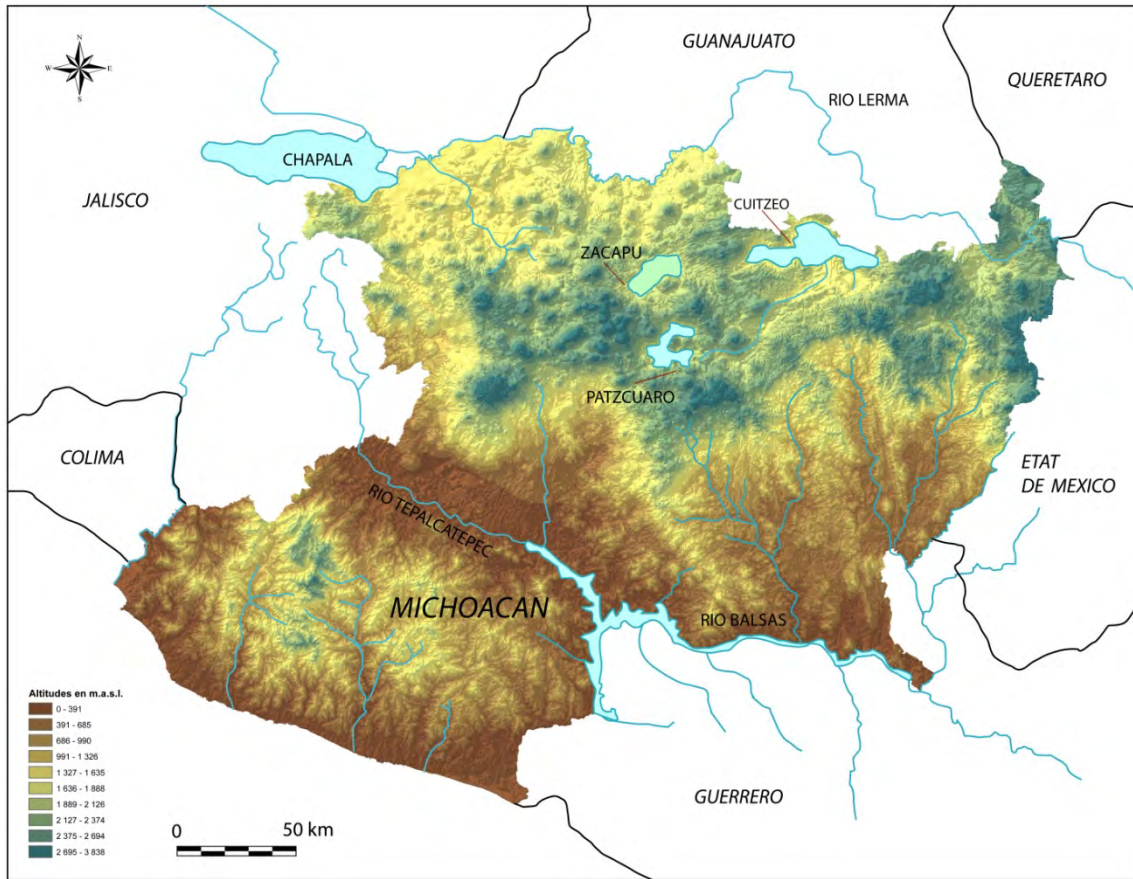 N
W
E
S
GUANAJUATO
QUERETARO
RIO LERMA
CHAPALA
JALISCO
CUITZEO
ZACAPU
PATZCUARO
COLIMA
ETAT
DE MEXICO
RIO TEPALCATEPEC
MICHOACAN
RIO BALSAS
GUERRERO
Altitudes en m.a.s.l.
0 - 391
391 - 685
686 - 990
991 - 1 326
1 327 - 1 635
1 636 - 1 888
1 889 - 2 126
2 127 - 2 374
2 375 - 2 694
2 695 - 3 838
0
50 km